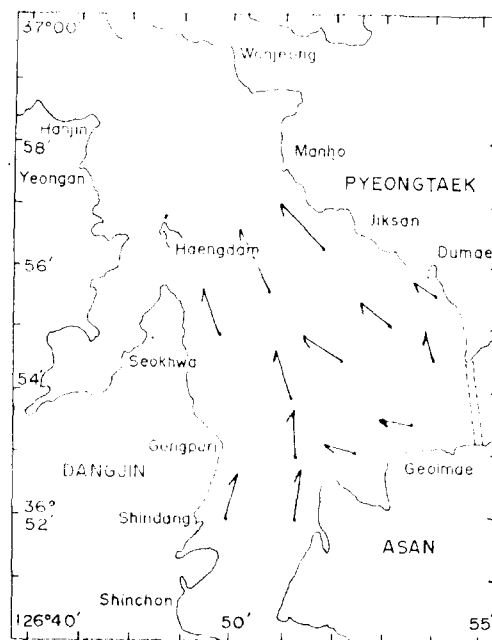 37°00'
Wonjeong
Hanjin
58'
Manho
Yeongan
PYEONGTAEK
Jiksan
Haengdam
Dumae
56'
Seokhwa
54'
Gongpuri
DANGJIN
Geoimae
36°
52'
Shindang
ASAN
Shinchon
126°40'
50'
55